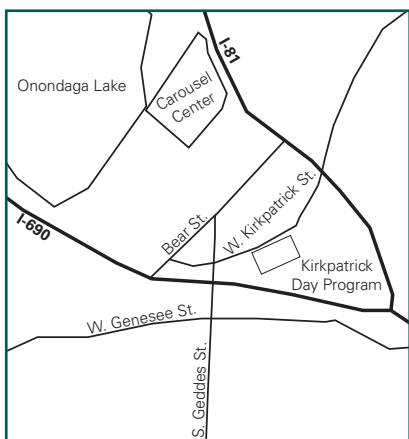 I-81
Onondaga Lake
Carousel
Center
Bear St.
W. Kirkpatrick St.
I-690
Kirkpatrick
Day Program
W. Genesee St.
S. Geddes St.